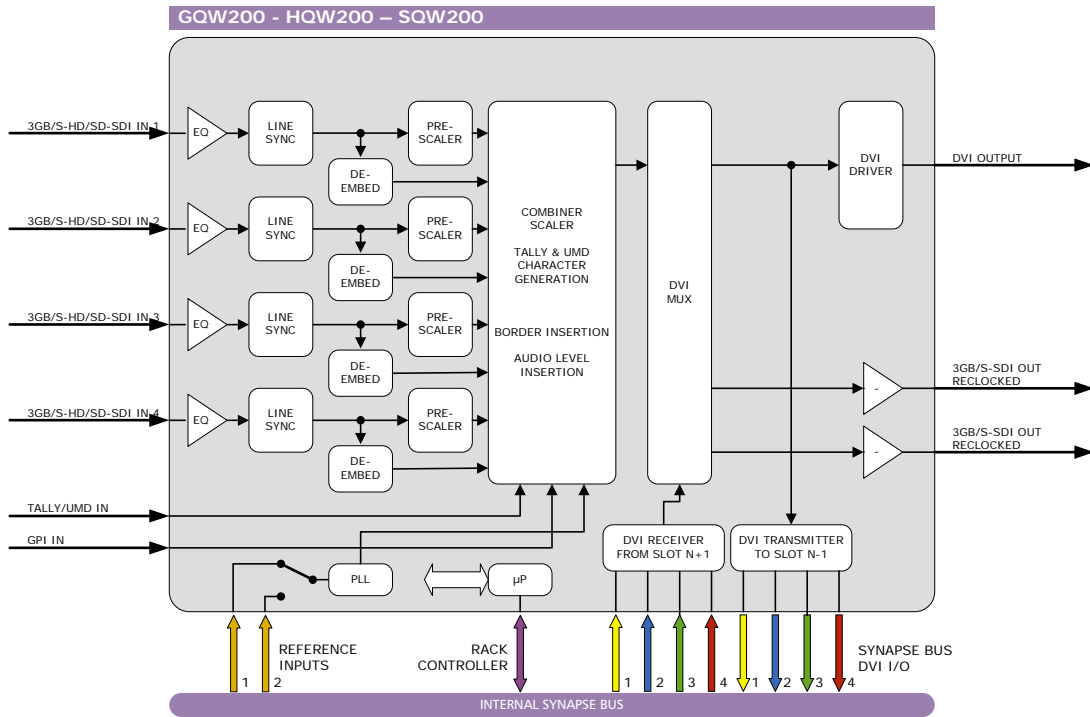 GQW200 - HQW200 – SQW200
3GB/S-HD/SD-SDI IN 1
EQ
LINE
SYNC
PRE-
SCALER
DE-
EMBED
3GB/S-HD/SD-SDI IN 2
EQ
LINE
SYNC
PRE-
SCALER
DE-
EMBED
3GB/S-HD/SD-SDI IN 3
EQ
LINE
SYNC
PRE-
SCALER
DE-
EMBED
3GB/S-HD/SD-SDI IN 4
EQ
LINE
SYNC
PRE-
SCALER
DE-
EMBED
COMBINER
SCALER
TALLY & UMD
CHARACTER
GENERATION
BORDER INSERTION
AUDIO LEVEL
INSERTION
DVI
MUX
DVI
DRIVER
DVI OUTPUT
-
3GB/S-SDI OUT
RECLOCKED
-
3GB/S-SDI OUT
RECLOCKED
TALLY/UMD IN
GPI IN
PLL
µP
DVI RECEIVER
FROM SLOT N+1
DVI TRANSMITTER
TO SLOT N-1
1
2
REFERENCE
INPUTS
RACK
CONTROLLER
1
2
3
4
1
2
3
4
SYNAPSE BUS
DVI I/O
INTERNAL SYNAPSE BUS